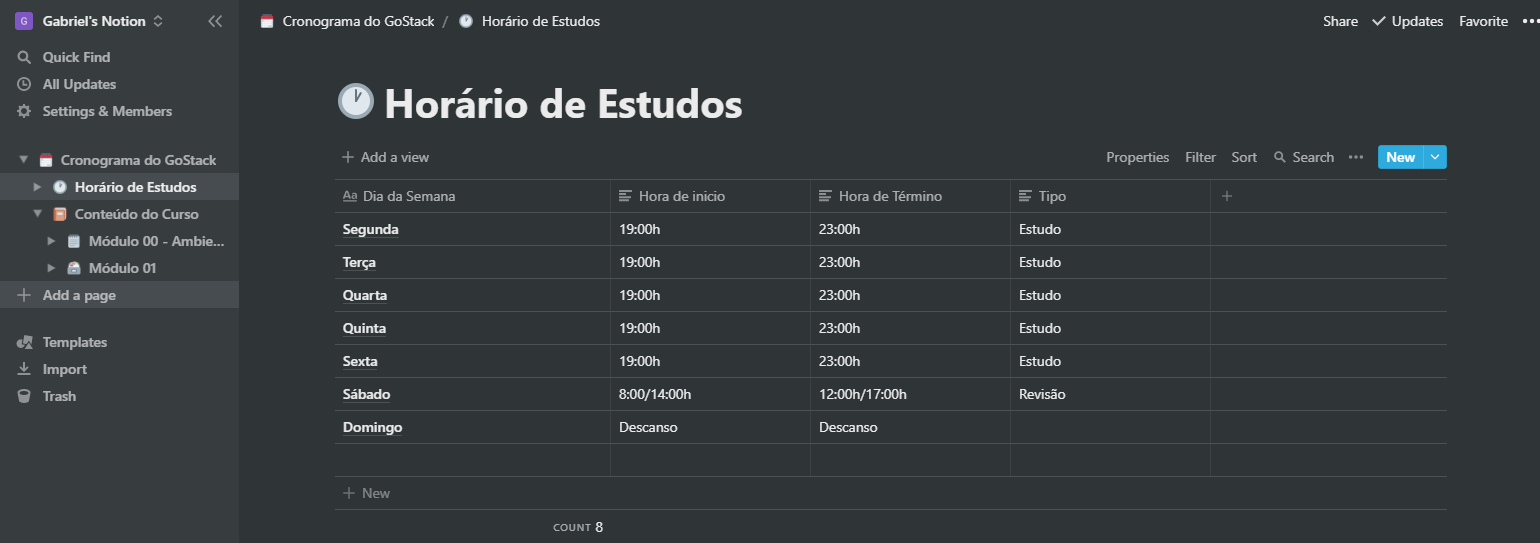 G Gabriel's Notion
Quick Find
All Updates
Settings & Members
Cronograma do GoStack
Horário de Estudos
Conteúdo do Curso
Módulo 00 - Ambie...
Módulo 01
Add a page
Templates
Import
Trash
Cronograma do GoStack / Horário de Estudos
Share Updates Favorite
Horário de Estudos
Add a view
Properties Filter Sort Search New
Aa Dia da Semana Hora de inicio Hora de Término Tipo
Segunda 19:00h 23:00h Estudo
Terça 19:00h 23:00h Estudo
Quarta 19:00h 23:00h Estudo
Quinta 19:00h 23:00h Estudo
Sexta 19:00h 23:00h Estudo
Sábado 8:00/14:00h 12:00h/17:00h Revisão
Domingo Descanso Descanso
New
COUNT 8